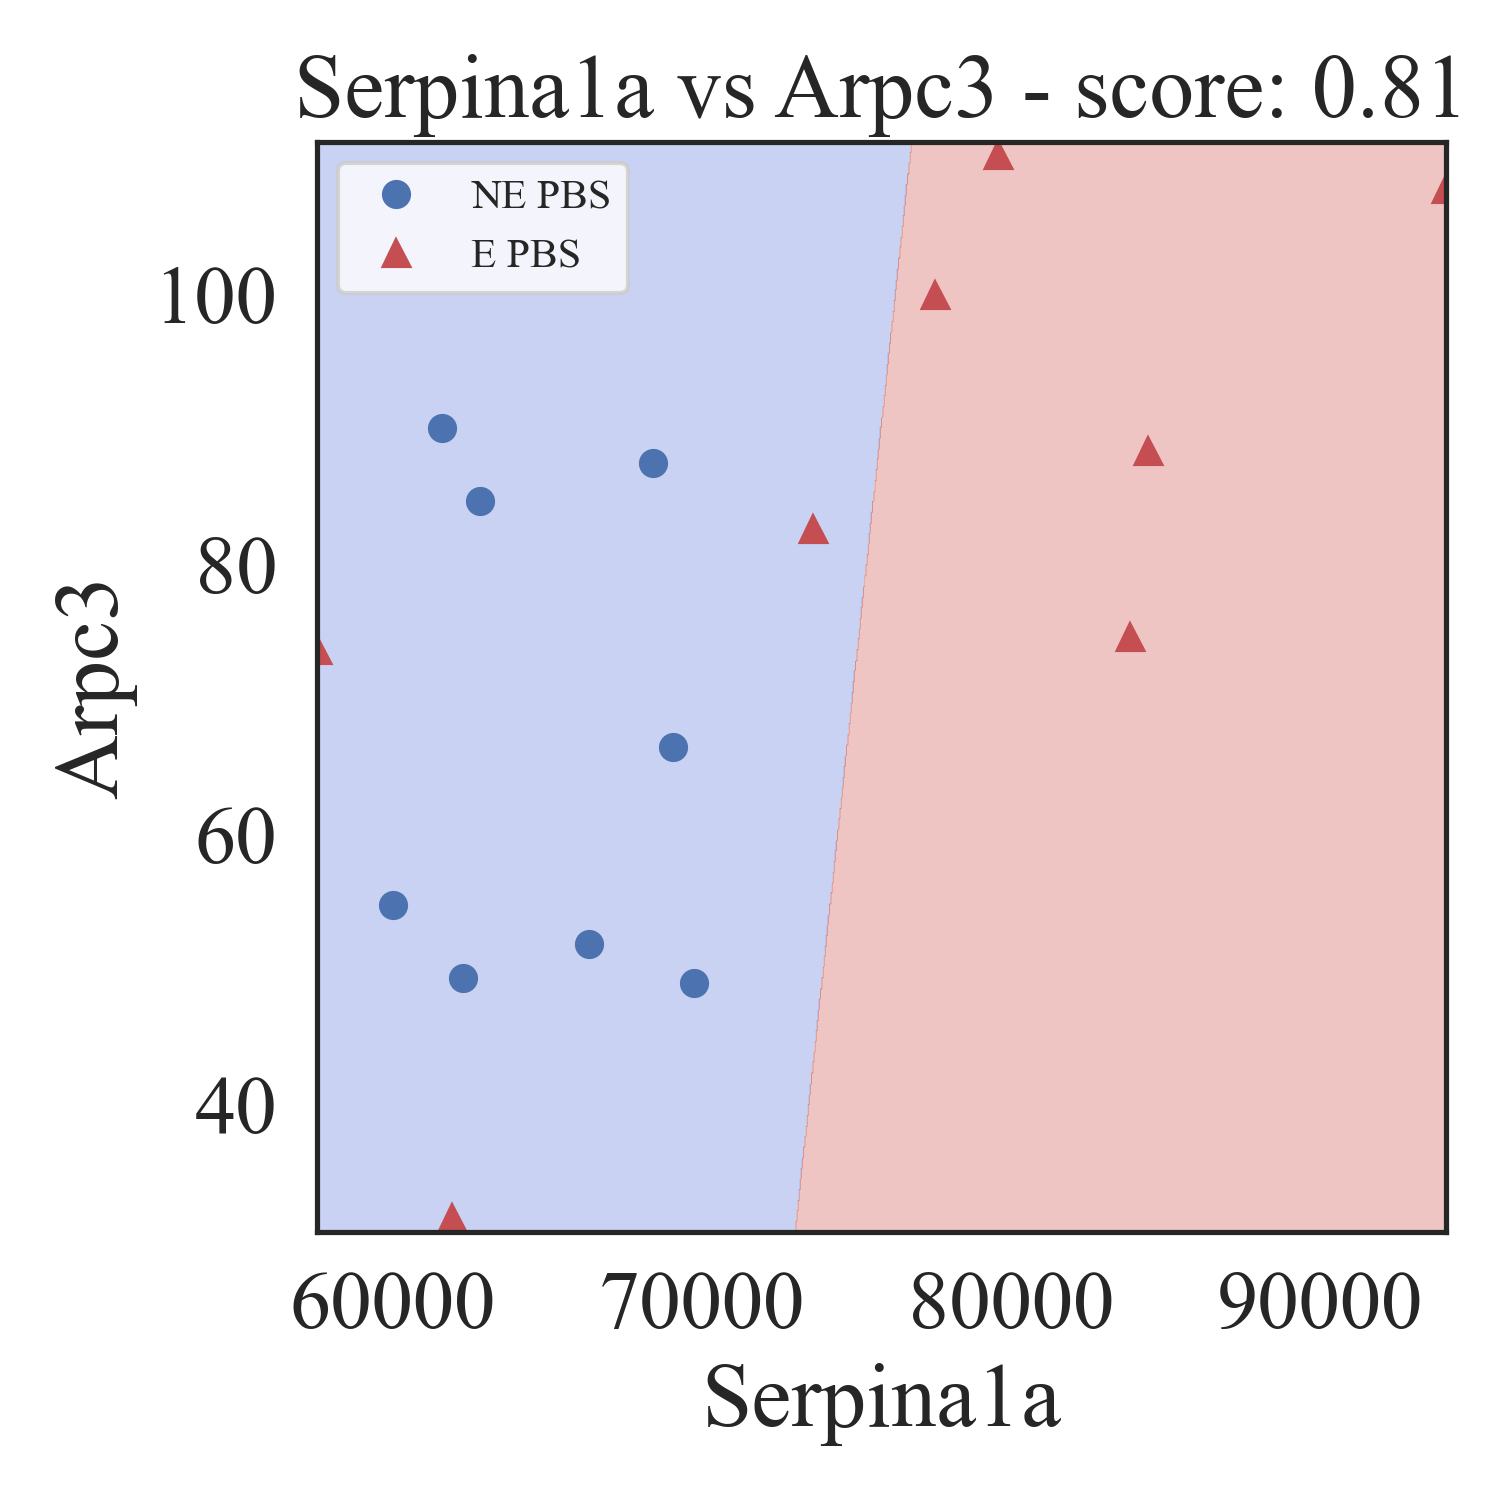 Serpina1a vs Arpc3 - score: 0.81
NE PBS
E PBS
100
80
60
40
Arpc3
60000 70000 80000 90000
Serpina1a